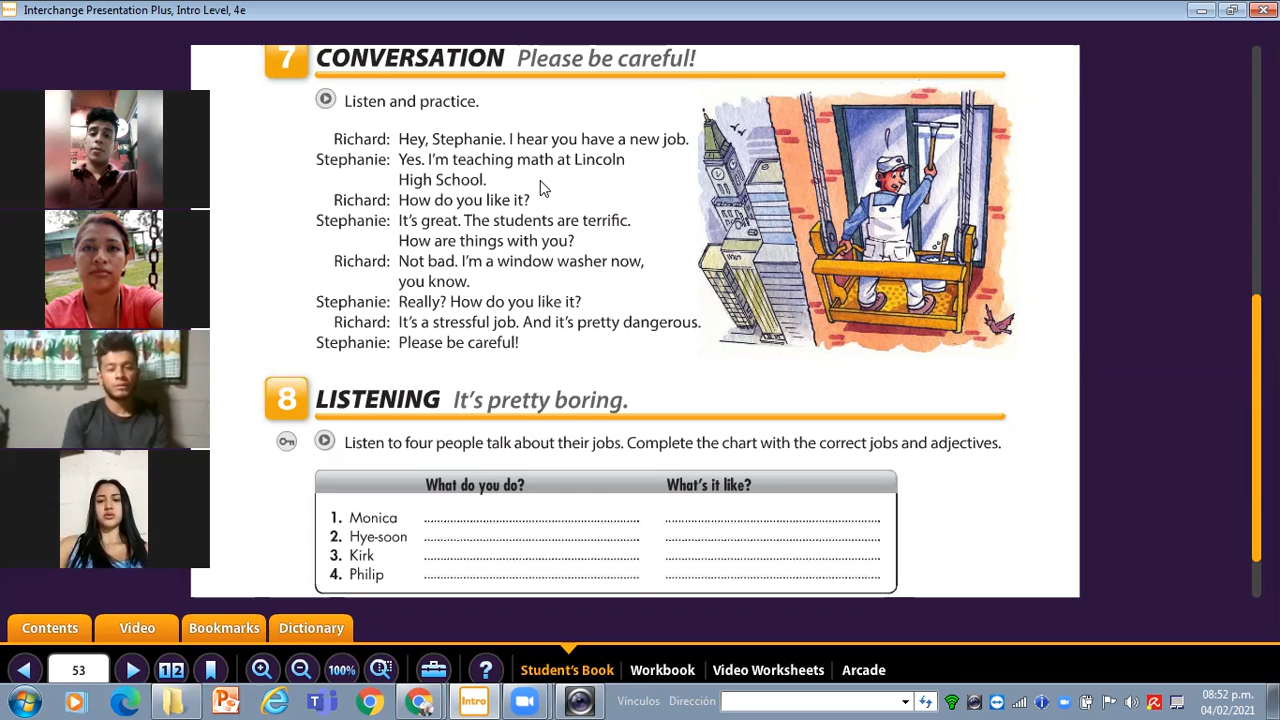 Interchange Presentation Plus, Intro Level, 4e
7 CONVERSATION Please be careful!
Listen and practice.
Richard: Hey, Stephanie. I hear you have a new job.
Stephanie: Yes. I'm teaching math at Lincoln
High School.
Richard: How do you like it?
Stephanie: It's great. The students are terrific.
How are things with you?
Richard: Not bad. I'm a window washer now,
you know.
Stephanie: Really? How do you like it?
Richard: It's a stressful job. And it's pretty dangerous.
Stephanie: Please be careful!
8 LISTENING It's pretty boring.
Listen to four people talk about their jobs. Complete the chart with the correct jobs and adjectives.
What do you do? What's it like?
1. Monica
2. Hye-soon
3. Kirk
4. Philip
Contents Video Bookmarks Dictionary
53 12 100% ? Student's Book Workbook Video Worksheets Arcade
Intro Vínculos Dirección 08:52 p.m.
04/02/2021